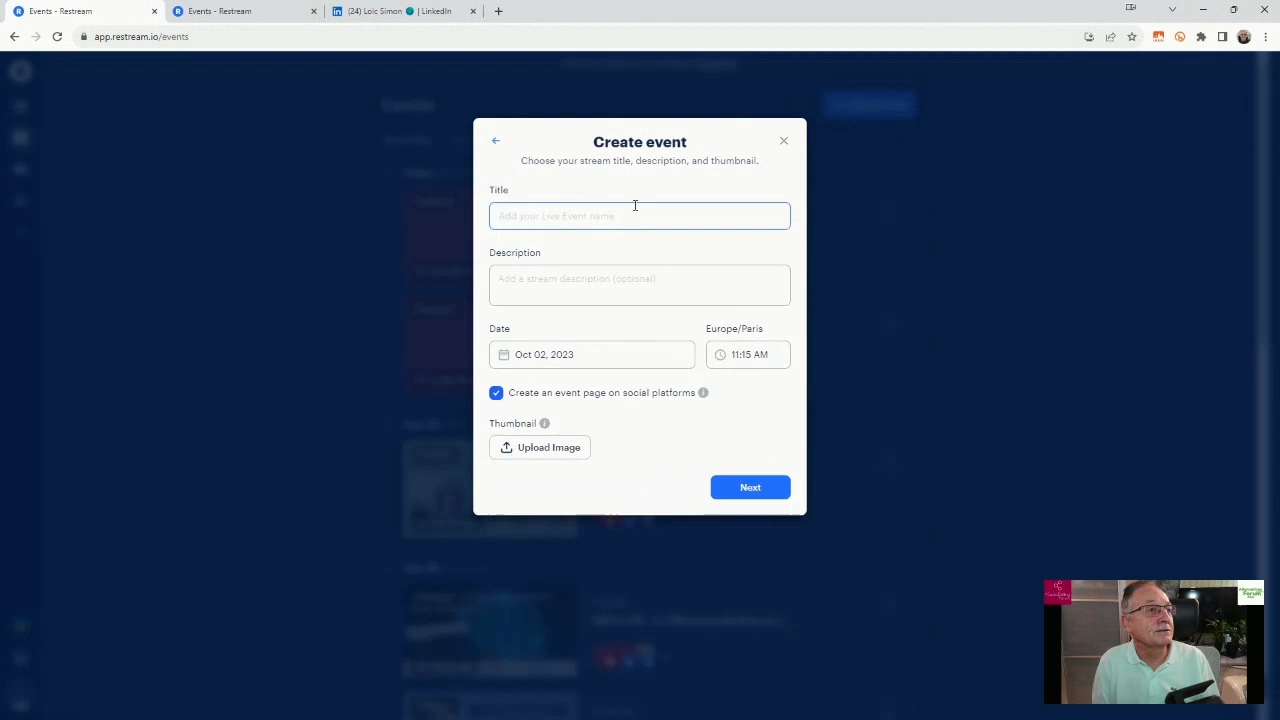 Events - Restream
Events - Restream
(24) Loic Simon | LinkedIn
app.restream.io/events
Create event
Choose your stream title, description, and thumbnail.
Title
Add your Live Event name
Description
Add a stream description (optional)
Date
Europe/Paris
Oct 02, 2023
11:15 AM
Create an event page on social platforms
Thumbnail
Upload Image
Next
Alternatives
Forum